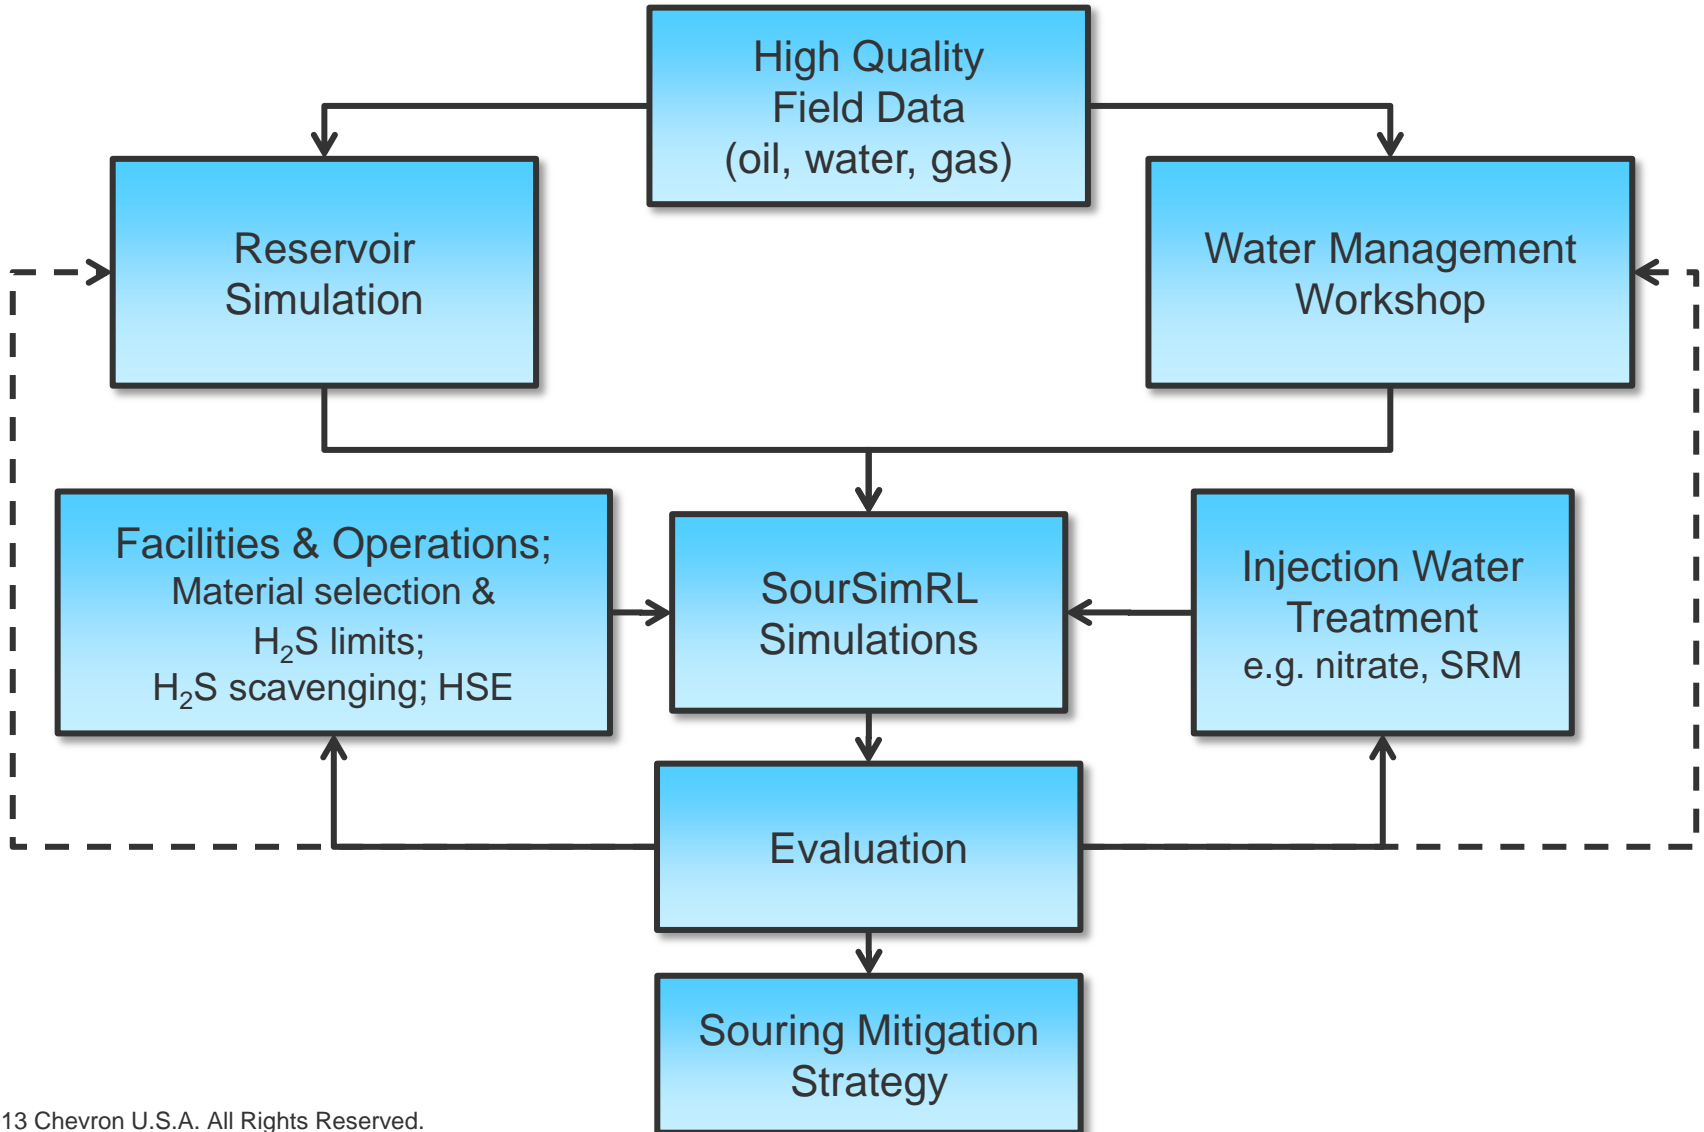 High Quality
Field Data
(oil, water, gas)
Reservoir
Simulation
Water Management
Workshop
Facilities & Operations;
Material selection &
H₂S limits;
H₂S scavenging; HSE
SourSimRL
Simulations
Injection Water
Treatment
e.g. nitrate, SRM
Evaluation
Souring Mitigation
Strategy
13 Chevron U.S.A. All Rights Reserved.